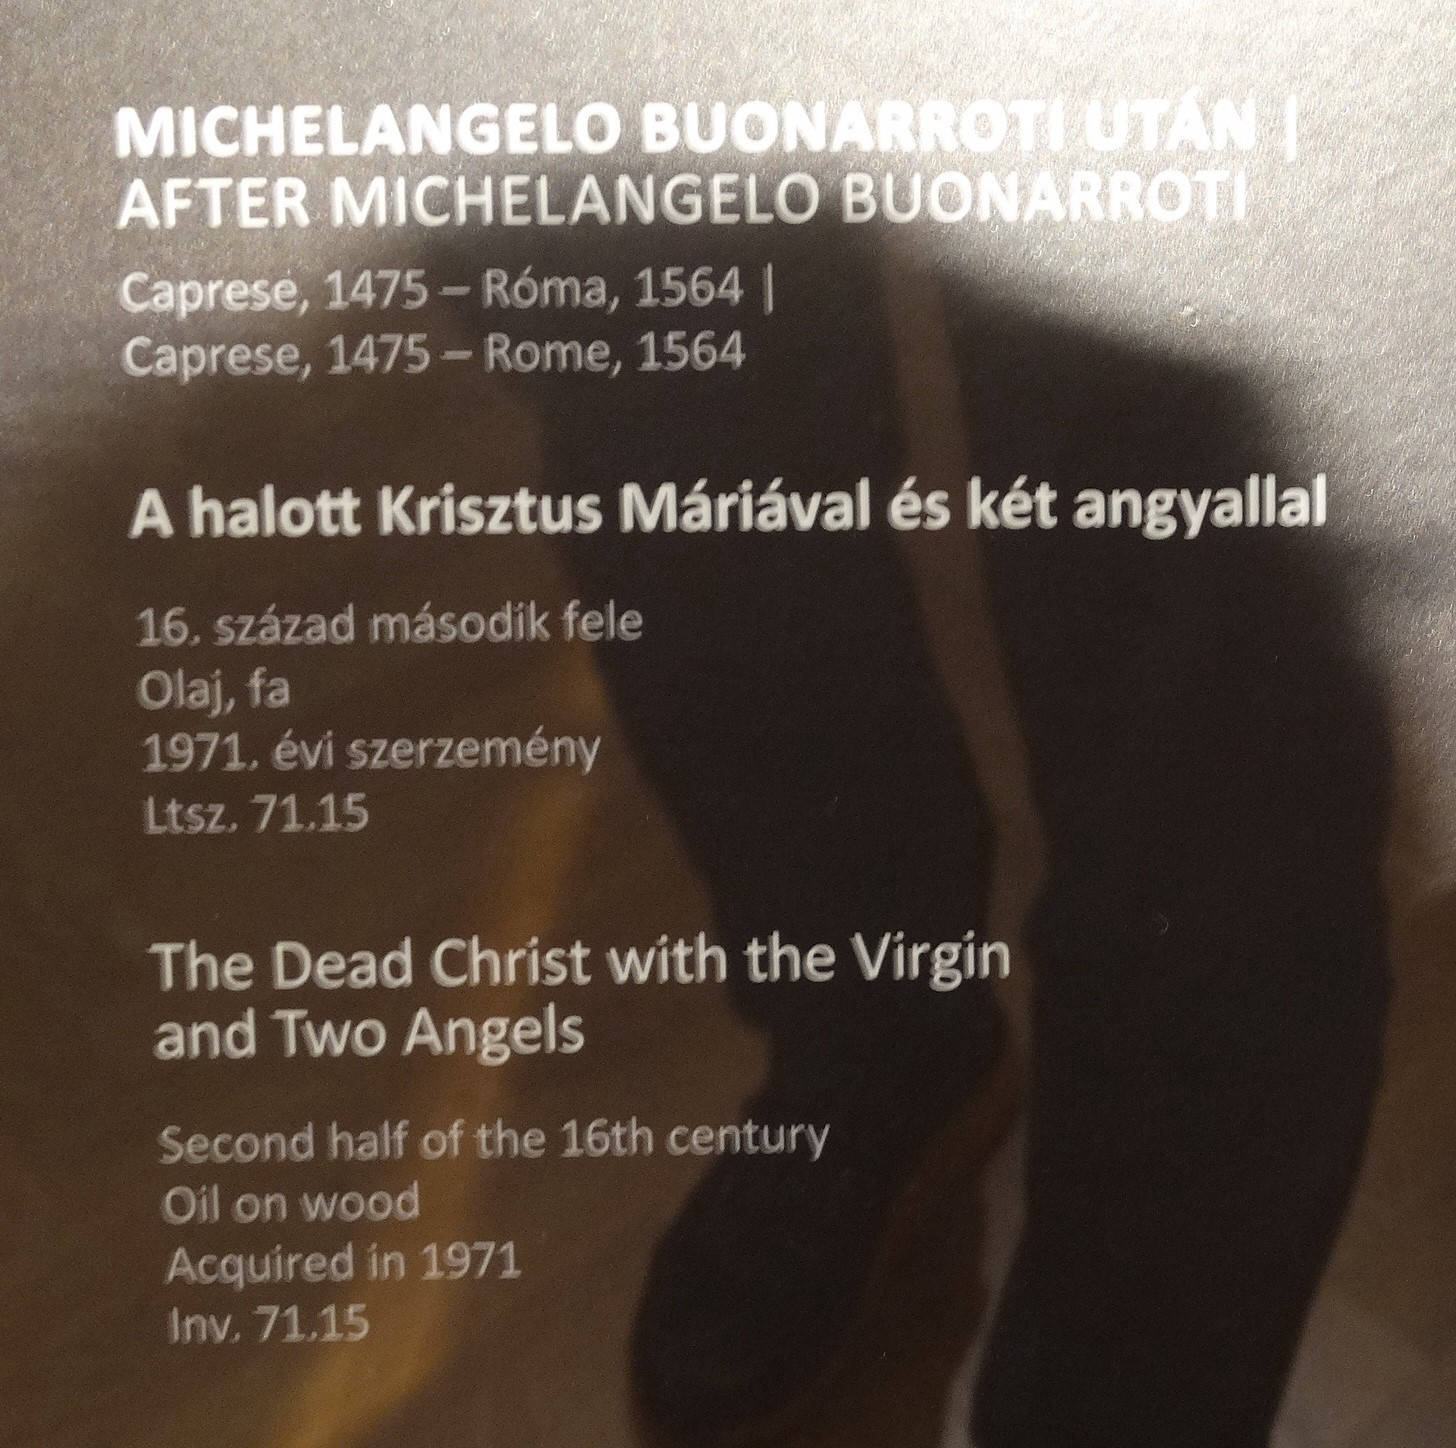 MICHELANGELO BUONARROTI UTÁN |
AFTER MICHELANGELO BUONARROTI
Caprese, 1475 – Róma, 1564 |
Caprese, 1475 – Rome, 1564
A halott Krisztus Máriával és két angyallal
16. század második fele
Olaj, fa
1971. évi szerzemény
Ltsz. 71.15
The Dead Christ with the Virgin
and Two Angels
Second half of the 16th century
Oil on wood
Acquired in 1971
Inv. 71.15